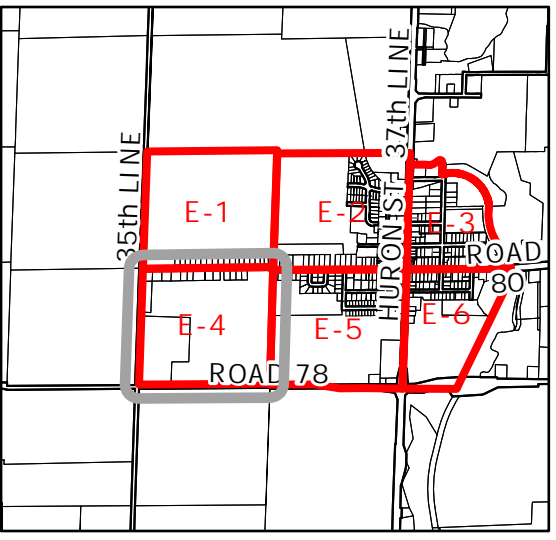 35th LINE
HURON ST
37th LINE
E-1
E-2
E-3
ROAD
80
E-4
E-5
E-6
ROAD 78